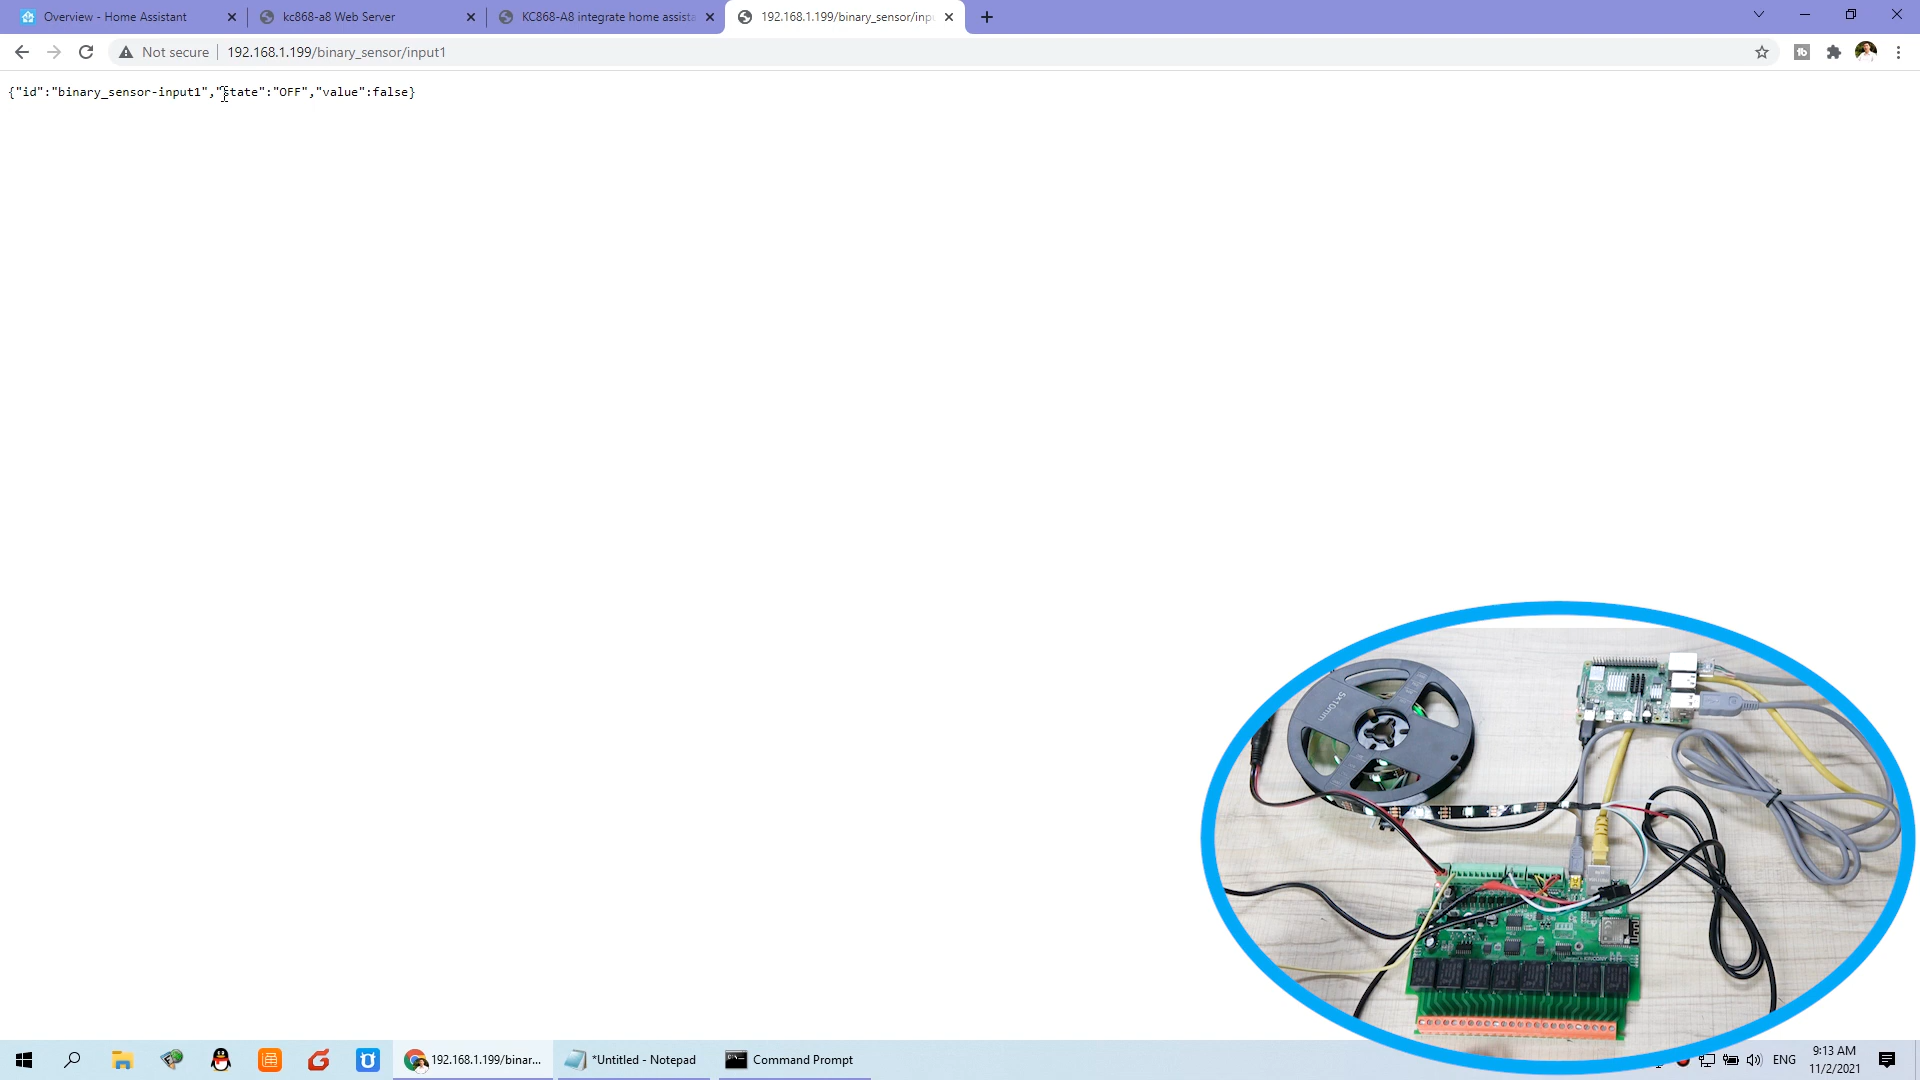 Overview - Home Assistant
kc868-a8 Web Server
KC868-A8 integrate home assista
192.168.1.199/binary_sensor/inpu
Not secure
192.168.1.199/binary_sensor/input1
{"id":"binary_sensor-input1","state":"OFF","value":false}
5x10mm
192.168.1.199/binar...
*Untitled - Notepad
Command Prompt
ENG
9:13 AM
11/2/2021